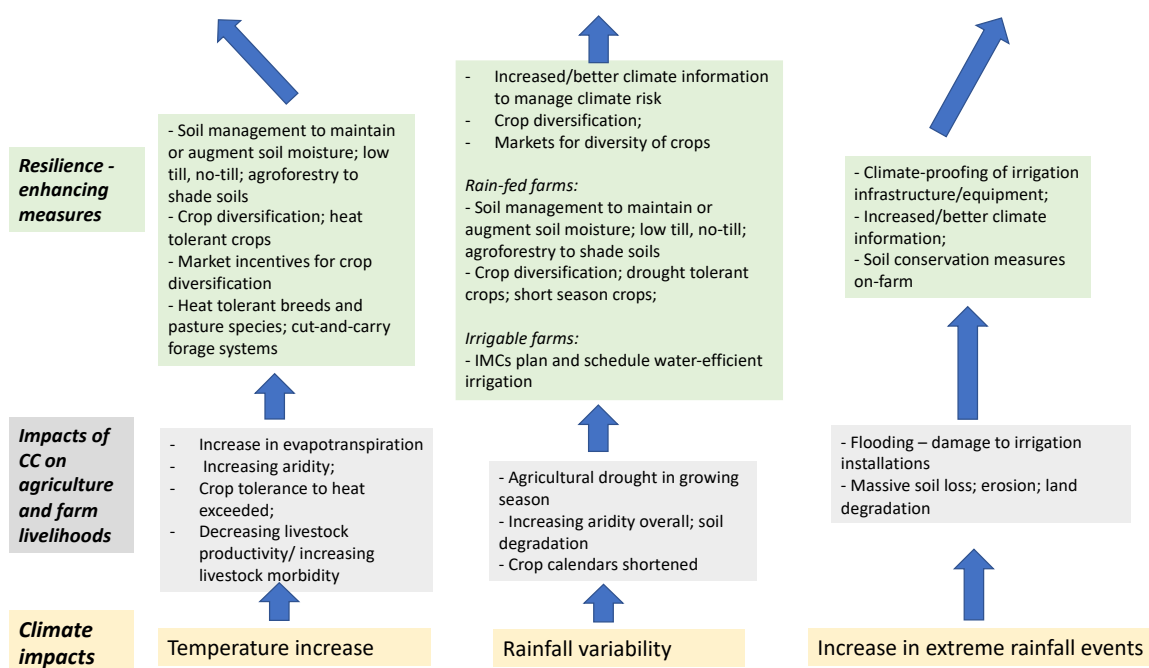 Resilience -
enhancing
measures
- Soil management to maintain
or augment soil moisture; low
till, no-till; agroforestry to
shade soils
- Crop diversification; heat
tolerant crops
- Market incentives for crop
diversification
- Heat tolerant breeds and
pasture species; cut-and-carry
forage systems
- Increased/better climate information
to manage climate risk
- Crop diversification;
- Markets for diversity of crops
Rain-fed farms:
- Soil management to maintain or
augment soil moisture; low till, no-till;
agroforestry to shade soils
- Crop diversification; drought tolerant
crops; short season crops;
Irrigable farms:
- IMCs plan and schedule water-efficient
irrigation
- Climate-proofing of irrigation
infrastructure/equipment;
- Increased/better climate
information;
- Soil conservation measures
on-farm
Impacts of
CC on
agriculture
and farm
livelihoods
- Increase in evapotranspiration
- Increasing aridity;
- Crop tolerance to heat
exceeded;
- Decreasing livestock
productivity/ increasing
livestock morbidity
- Agricultural drought in growing
season
- Increasing aridity overall; soil
degradation
- Crop calendars shortened
- Flooding – damage to irrigation
installations
- Massive soil loss; erosion; land
degradation
Climate
impacts
Temperature increase
Rainfall variability
Increase in extreme rainfall events